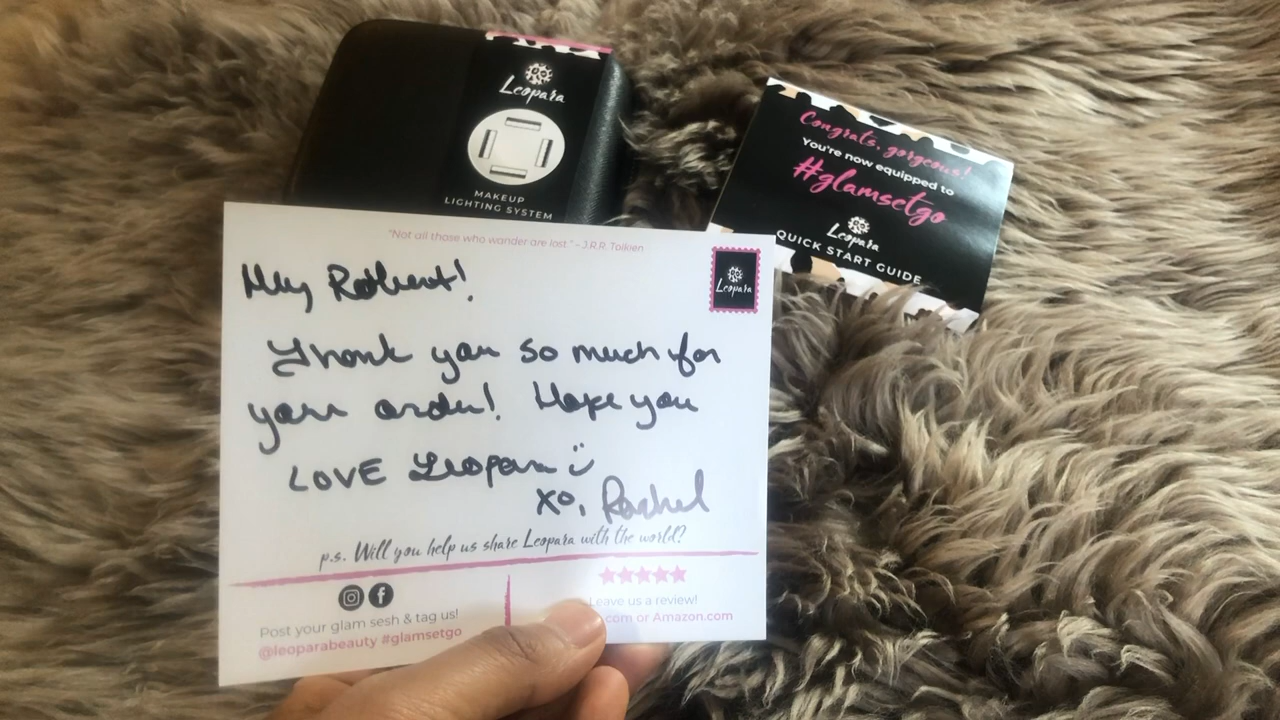 Leopara
MAKEUP
LIGHTING SYSTEM
Congrats, gorgeous!
You're now equipped to
#glamsetgo
Leopara
QUICK START GUIDE
"Not all those who wander are lost." – J.R.R. Tolkien
Leopara
Hey Robert!
Thank you so much for
your order! Hope you
LOVE Leopara
xo, Rachel
p.s. Will you help us share Leopara with the world?
Post your glam sesh & tag us!
@leoparabeauty #glamsetgo
Leave us a review!
.com or Amazon.com